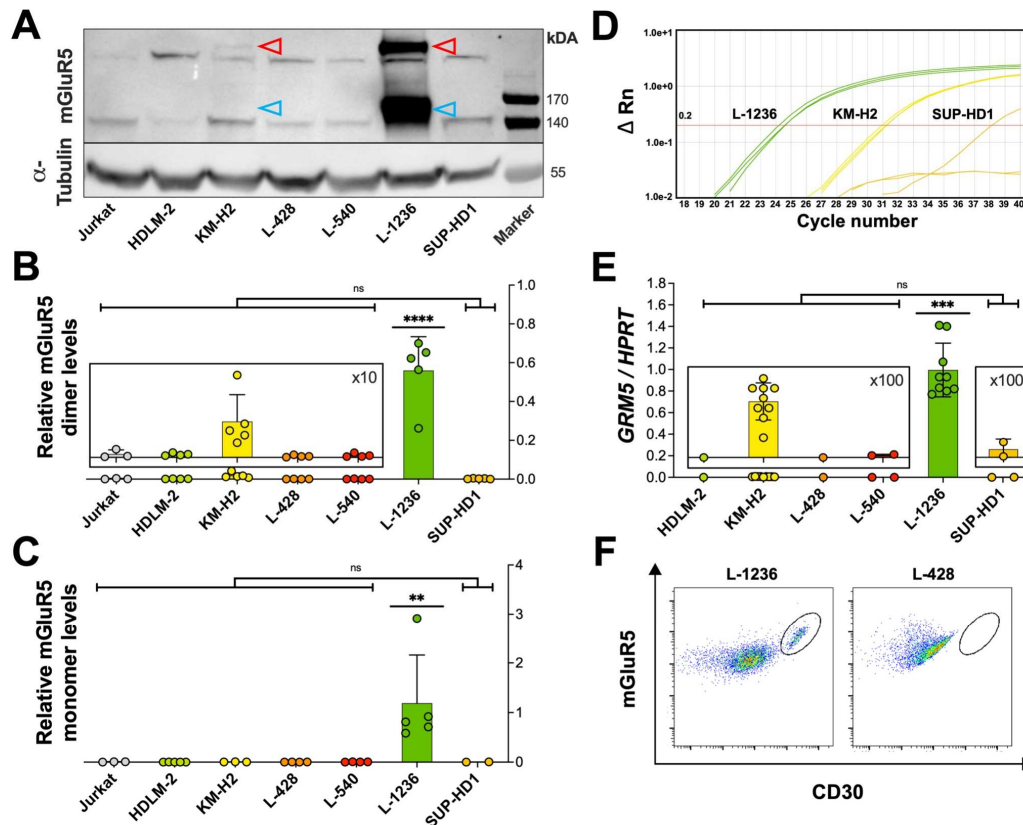 A
mGluR5
α-
Tubulin
kDA
170
140
55
Jurkat
HDLM-2
KM-H2
L-428
L-540
L-1236
SUP-HD1
Marker
B
Relative mGluR5
dimer levels
ns
****
x10
1.0
0.8
0.6
0.4
0.2
0.0
Jurkat
HDLM-2
KM-H2
L-428
L-540
L-1236
SUP-HD1
C
Relative mGluR5
monomer levels
ns
**
4
3
2
1
0
Jurkat
HDLM-2
KM-H2
L-428
L-540
L-1236
SUP-HD1
D
Δ Rn
1.0e+1
1.0e+0
1.0e-1
1.0e-2
0.2
L-1236
KM-H2
SUP-HD1
18 19 20 21 22 23 24 25 26 27 28 29 30 31 32 33 34 35 36 37 38 39 40
Cycle number
E
GRM5 / HPRT
ns
***
x100
x100
1.8
1.6
1.4
1.2
1.0
0.8
0.6
0.4
0.2
0.0
HDLM-2
KM-H2
L-428
L-540
L-1236
SUP-HD1
F
L-1236
L-428
mGluR5
CD30